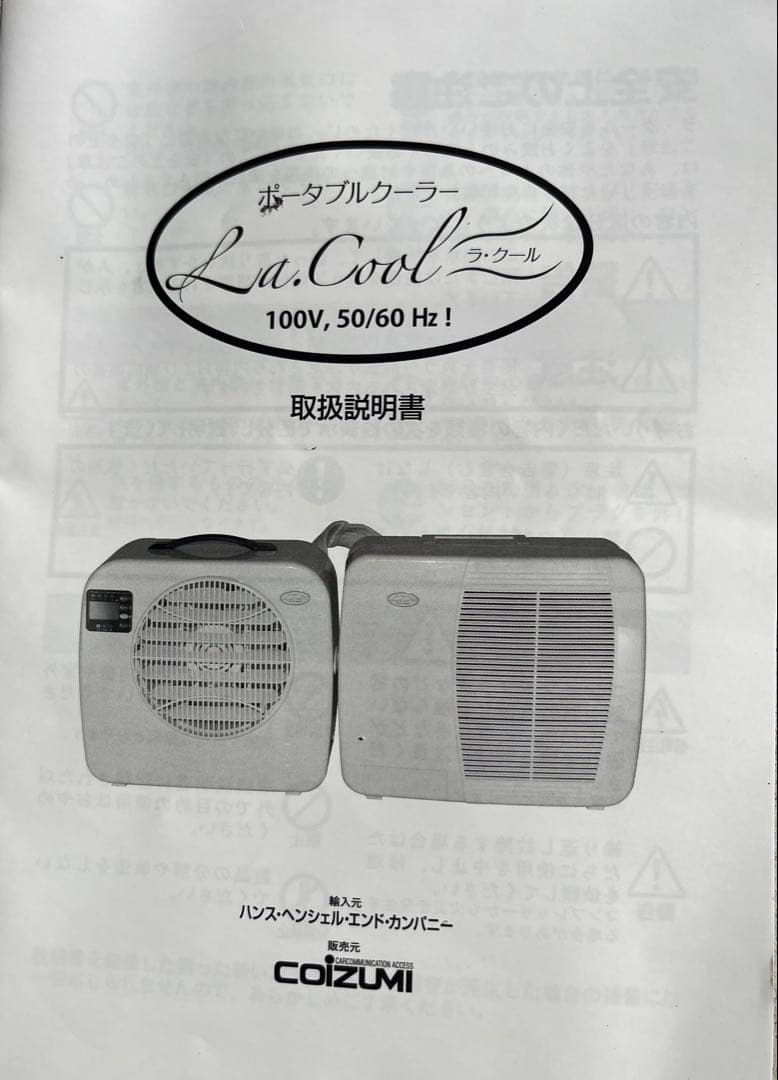 ポータブルクーラー
La.Cool ラ・クール
100V, 50/60 Hz !
取扱説明書
輸入元
ハンス・ヘンシェル・エンド・カンパニー
販売元
CARCOMMUNICATION ACCESS
COIZUMI